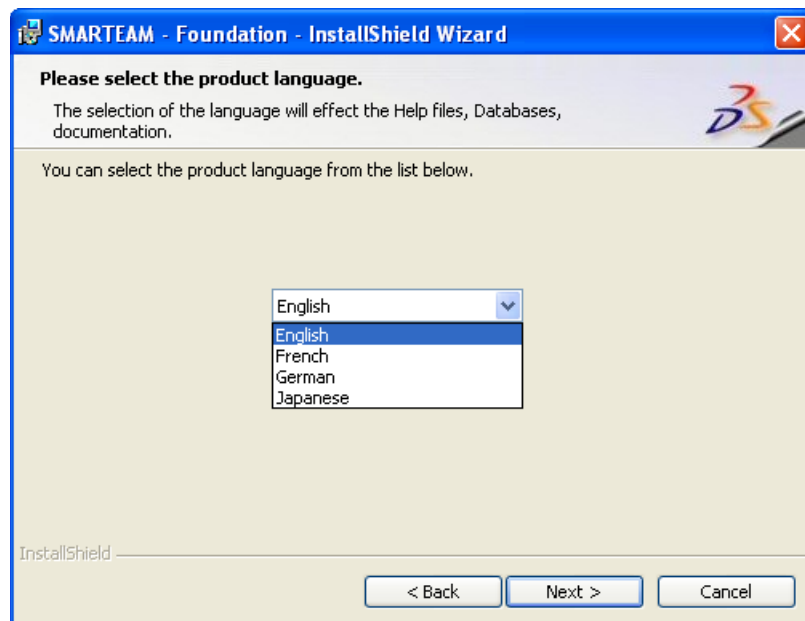 SMARTEAM - Foundation - InstallShield Wizard
Please select the product language.
The selection of the language will effect the Help files, Databases,
documentation.
You can select the product language from the list below.
English
English
French
German
Japanese
InstallShield
< Back
Next >
Cancel